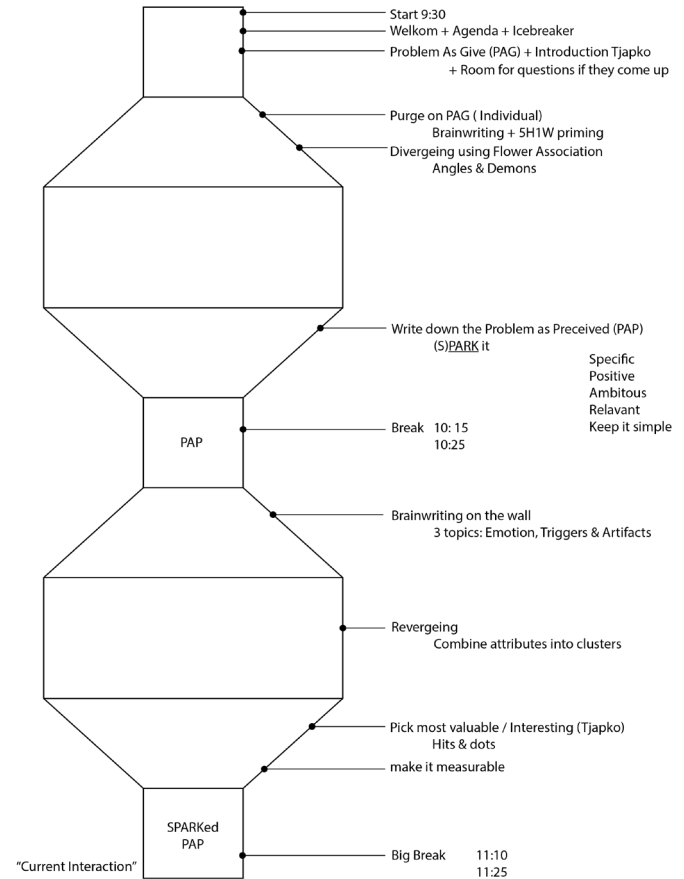 Start 9:30
Welkom + Agenda + Icebreaker
Problem As Give (PAG) + Introduction Tjapko
+ Room for questions if they come up
Purge on PAG ( Individual)
Brainwriting + 5H1W priming
Divergeing using Flower Association
Angles & Demons
Write down the Problem as Preceived (PAP)
(S)PARK it
Specific
Positive
Ambitous
Relavant
Keep it simple
PAP
Break 10: 15
10:25
Brainwriting on the wall
3 topics: Emotion, Triggers & Artifacts
Revergeing
Combine attributes into clusters
Pick most valuable / Interesting (Tjapko)
Hits & dots
make it measurable
SPARKed
PAP
"Current Interaction"
Big Break 11:10
11:25